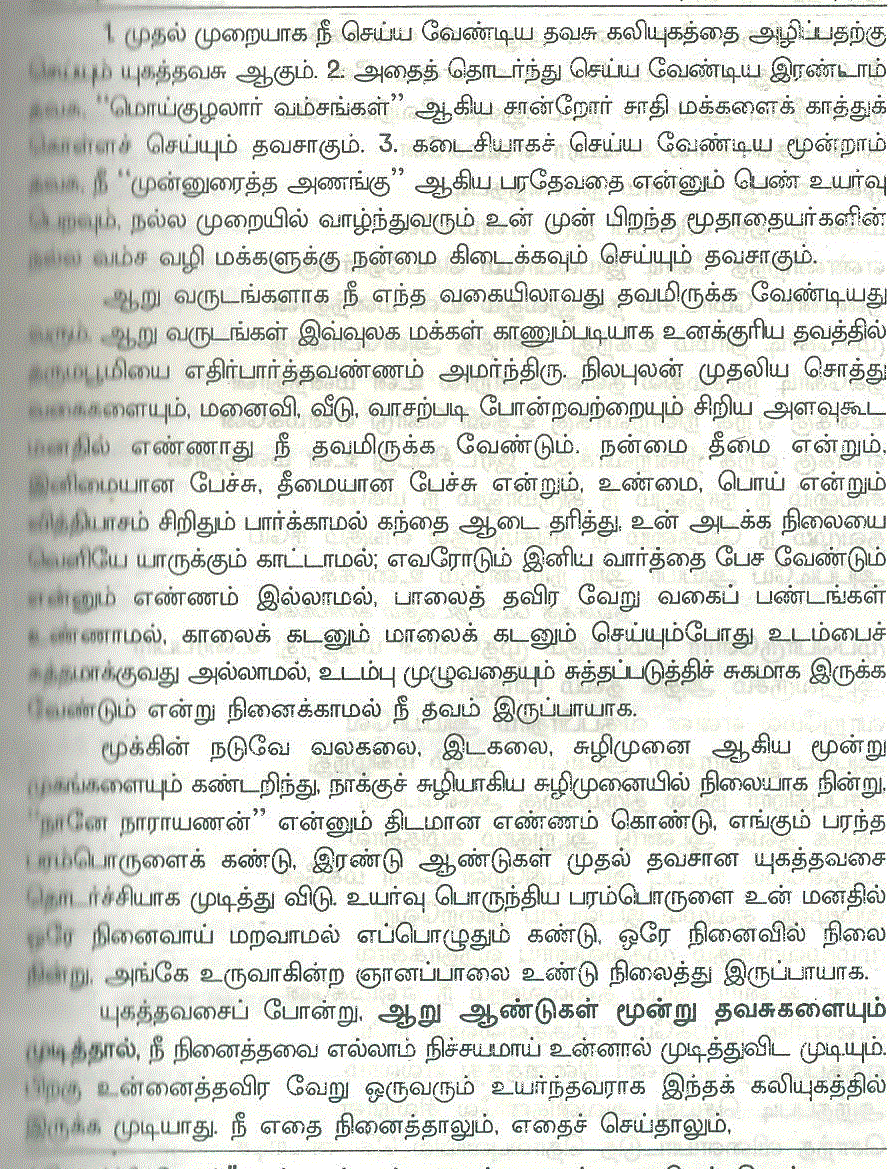 1. முதல் முறையாக நீ செய்ய வேண்டிய தவசு கலியுகத்தை அழிப்பதற்கு
செய்யும் யுகத்தவசு ஆகும். 2. அதைத் தொடர்ந்து செய்ய வேண்டிய இரண்டாம்
தவசு, "மொய்குழலார் வம்சங்கள்" ஆகிய சான்றோர் சாதி மக்களைக் காத்துக்
கொள்ளச் செய்யும் தவசாகும். 3. கடைசியாகச் செய்ய வேண்டிய மூன்றாம்
தவசு, நீ "முன்னுரைத்த அணங்கு" ஆகிய பரதேவதை என்னும் பெண் உயர்வு
பெறவும், நல்ல முறையில் வாழ்ந்துவரும் உன் முன் பிறந்த மூதாதையர்களின்
நல்ல வம்ச வழி மக்களுக்கு நன்மை கிடைக்கவும் செய்யும் தவசாகும்.
ஆறு வருடங்களாக நீ எந்த வகையிலாவது தவமிருக்க வேண்டியது
வரும். ஆறு வருடங்கள் இவ்வுலக மக்கள் காணும்படியாக உனக்குரிய தவத்தில்
தருமபூமியை எதிர்பார்த்தவண்ணம் அமர்ந்திரு. நிலபுலன் முதலிய சொத்து
வகைகளையும், மனைவி, வீடு, வாசற்படி போன்றவற்றையும் சிறிய அளவுகூட
மனதில் எண்ணாது நீ தவமிருக்க வேண்டும். நன்மை தீமை என்றும்,
இனிமையான பேச்சு, தீமையான பேச்சு என்றும், உண்மை, பொய் என்றும்
வித்தியாசம் சிறிதும் பார்க்காமல் கந்தை ஆடை தரித்து, உன் அடக்க நிலையை
வெளியே யாருக்கும் காட்டாமல்; எவரோடும் இனிய வார்த்தை பேச வேண்டும்
என்னும் எண்ணம் இல்லாமல், பாலைத் தவிர வேறு வகைப் பண்டங்கள்
உண்ணாமல், காலைக் கடனும் மாலைக் கடனும் செய்யும்போது உடம்பைச்
சுத்தமாக்குவது அல்லாமல், உடம்பு முழுவதையும் சுத்தப்படுத்திச் சுகமாக இருக்க
வேண்டும் என்று நினைக்காமல் நீ தவம் இருப்பாயாக.
மூக்கின் நடுவே வலகலை, இடகலை, சுழிமுனை ஆகிய மூன்று
முகங்களையும் கண்டறிந்து, நாக்குச் சுழியாகிய சுழிமுனையில் நிலையாக நின்று,
"நானே நாராயணன்" என்னும் திடமான எண்ணம் கொண்டு, எங்கும் பரந்த
பரம்பொருளைக் கண்டு, இரண்டு ஆண்டுகள் முதல் தவசான யுகத்தவசை
தொடர்ச்சியாக முடித்து விடு. உயர்வு பொருந்திய பரம்பொருளை உன் மனதில்
ஒரே நினைவாய் மறவாமல் எப்பொழுதும் கண்டு, ஒரே நினைவில் நிலை
நின்று, அங்கே உருவாகின்ற ஞானப்பாலை உண்டு நிலைத்து இருப்பாயாக.
யுகத்தவசைப் போன்று, ஆறு ஆண்டுகள் மூன்று தவசுகளையும்
முடித்தால், நீ நினைத்தவை எல்லாம் நிச்சயமாய் உன்னால் முடித்துவிட முடியும்.
பிறகு உன்னைத்தவிர வேறு ஒருவரும் உயர்ந்தவராக இந்தக் கலியுகத்தில்
இருக்க முடியாது. நீ எதை நினைத்தாலும், எதைச் செய்தாலும்,